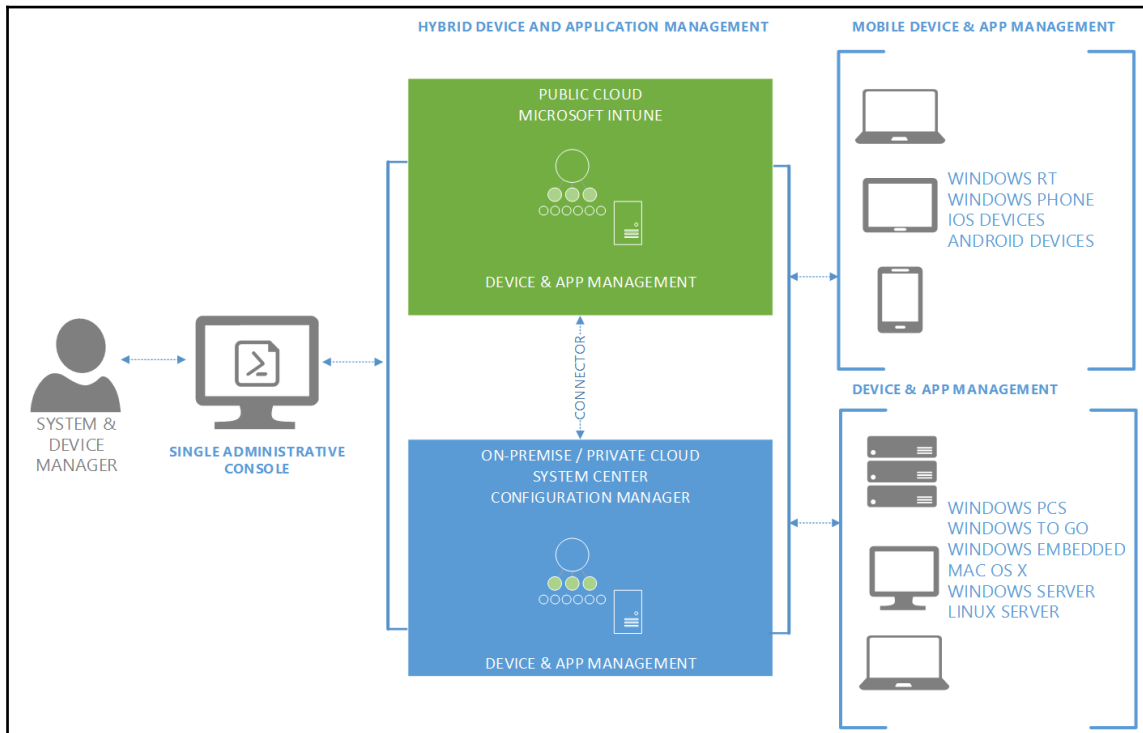 HYBRID DEVICE AND APPLICATION MANAGEMENT
MOBILE DEVICE & APP MANAGEMENT
PUBLIC CLOUD
MICROSOFT INTUNE
DEVICE & APP MANAGEMENT
WINDOWS RT
WINDOWS PHONE
IOS DEVICES
ANDROID DEVICES
CONNECTOR
SYSTEM &
DEVICE
MANAGER
SINGLE ADMINISTRATIVE
CONSOLE
ON-PREMISE / PRIVATE CLOUD
SYSTEM CENTER
CONFIGURATION MANAGER
DEVICE & APP MANAGEMENT
DEVICE & APP MANAGEMENT
WINDOWS PCS
WINDOWS TO GO
WINDOWS EMBEDDED
MAC OS X
WINDOWS SERVER
LINUX SERVER